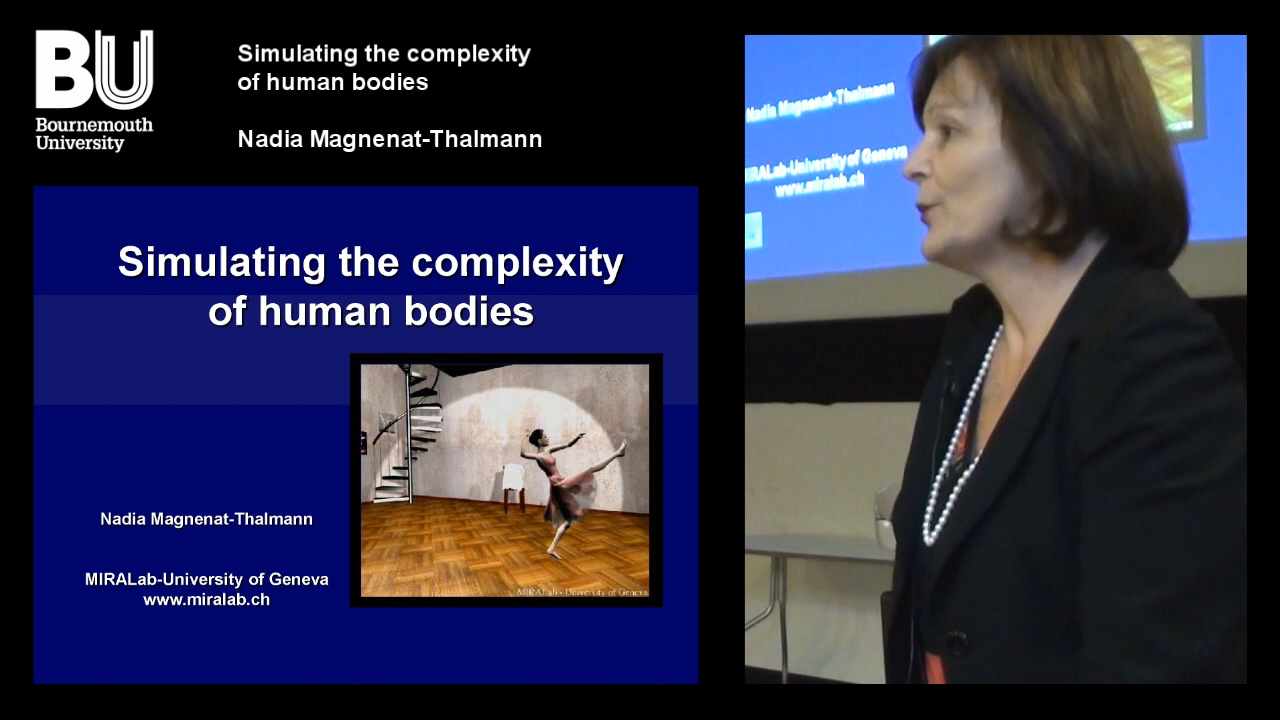 BU
Bournemouth
University
Simulating the complexity
of human bodies
Nadia Magnenat-Thalmann
Simulating the complexity
of human bodies
Nadia Magnenat-Thalmann
MIRALab-University of Geneva
www.miralab.ch
MIRALab - University of Geneva
Nadia Magnenat-Thalmann
MIRALab-University of Geneva
www.miralab.ch